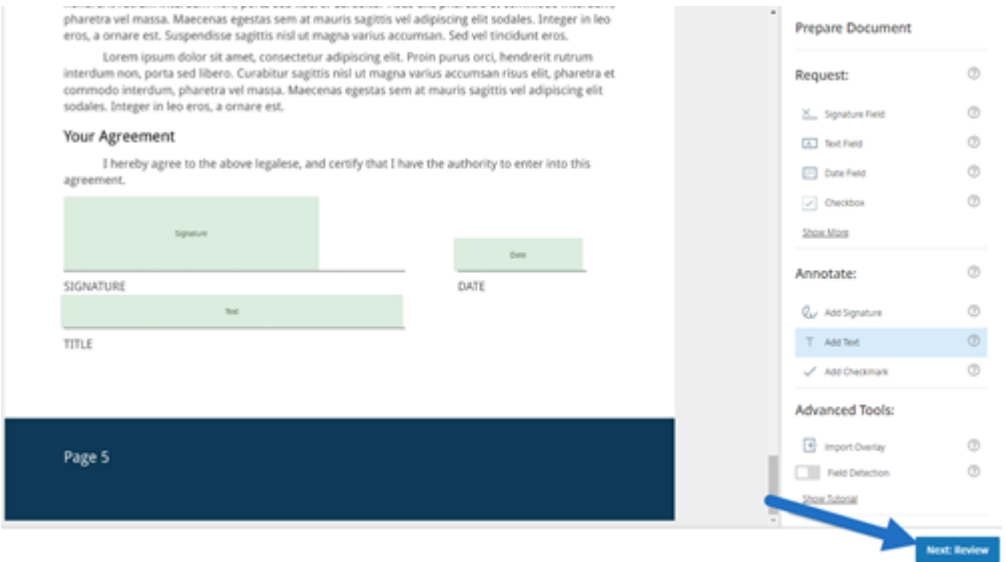 pharetra vel massa. Maecenas egestas sem at mauris sagittis vel adipiscing elit sodales. Integer in leo
eros, a ornare est. Suspendisse sagittis nisl ut magna varius accumsan. Sed vel tincidunt eros.
Lorem ipsum dolor sit amet, consectetur adipiscing elit. Proin purus orci, hendrerit rutrum
interdum non, porta sed libero. Curabitur sagittis nisl ut magna varius accumsan risus elit, pharetra et
commodo interdum, pharetra vel massa. Maecenas egestas sem at mauris sagittis vel adipiscing elit
sodales. Integer in leo eros, a ornare est.
Your Agreement
I hereby agree to the above legalese, and certify that I have the authority to enter into this
agreement.
Signature
Date
SIGNATURE
DATE
Text
TITLE
Page 5
Prepare Document
Request:
Signature Field
Text Field
Date Field
Checkbox
Show More
Annotate:
Add Signature
Add Text
Add Checkmark
Advanced Tools:
Import Overlay
Field Detection
Show Tutorial
Next: Review